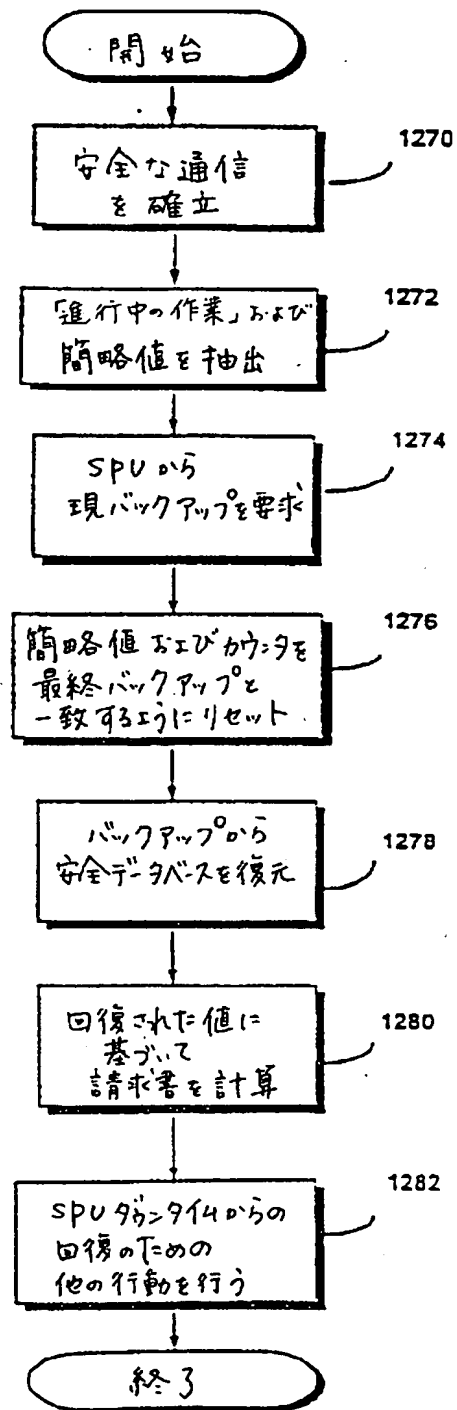 開始
安全な通信
を確立
1270
「進行中の作業」および
簡略値を抽出
1272
SPUから
現バックアップを要求
1274
簡略値およびカウンタを
最終バックアップと
一致するようにリセット
1276
バックアップから
安全データベースを復元
1278
回復された値に
基づいて
請求書を計算
1280
SPUダウンタイムからの
回復のための
他の行動を行う
1282
終了